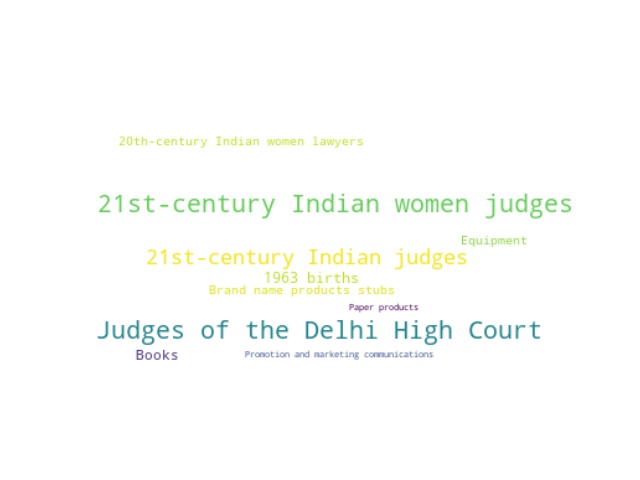 20th-century Indian women lawyers
21st-century Indian women judges
Equipment
21st-century Indian judges
1963 births
Brand name products stubs
Paper products
Judges of the Delhi High Court
Books
Promotion and marketing communications